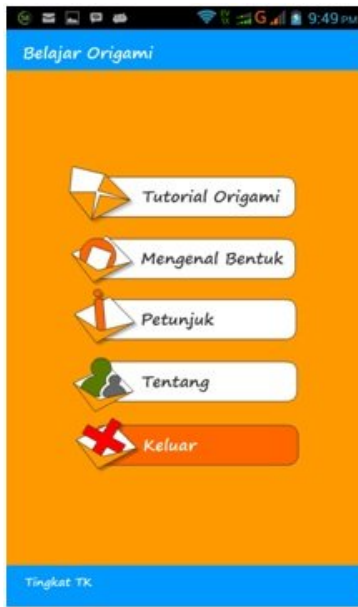 9:49 PM
Belajar Origami
Tutorial Origami
Mengenal Bentuk
Petunjuk
Tentang
Keluar
Tingkat TK